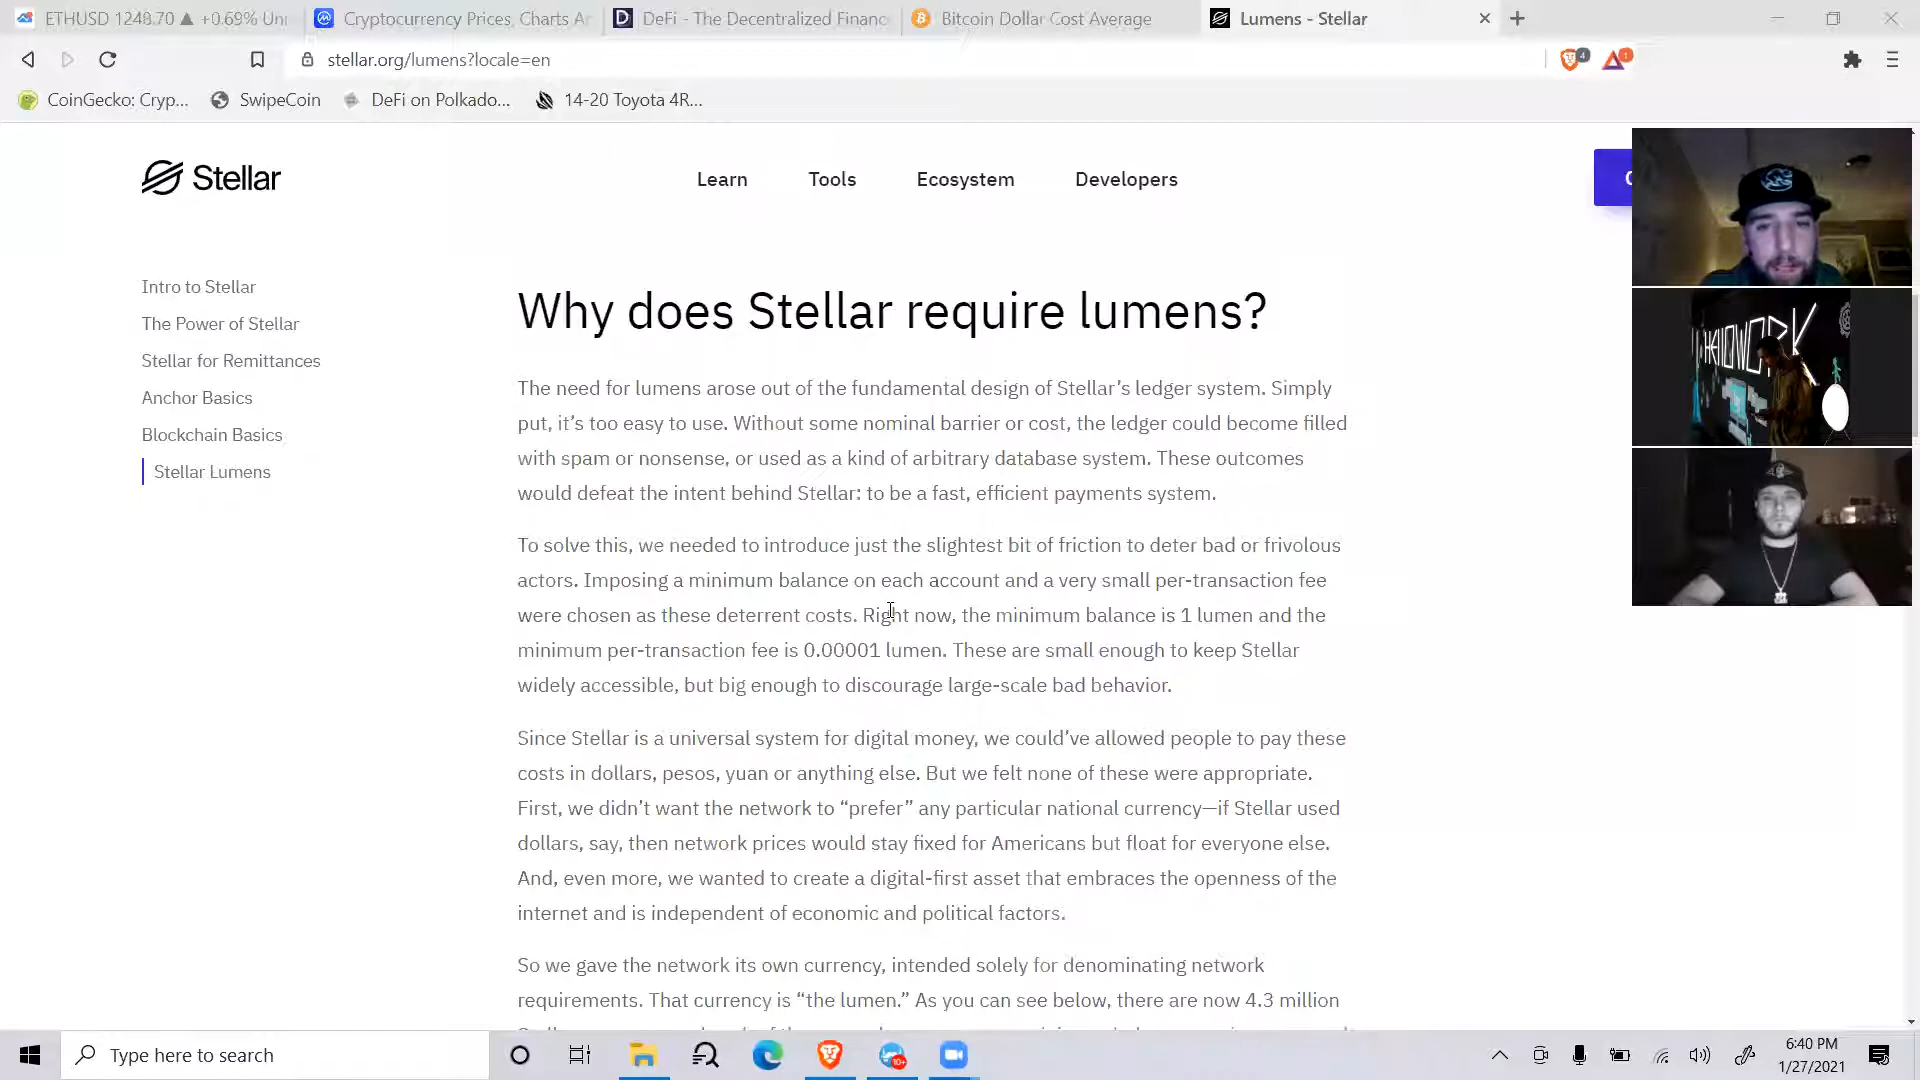 ETHUSD 1248.70 ▲ +0.69%
Cryptocurrency Prices, Charts
DeFi - The Decentralized Financ
Bitcoin Dollar Cost Average
Lumens - Stellar
stellar.org/lumens?locale=en
4
1
CoinGecko: Cryp...
SwipeCoin
DeFi on Polkado...
14-20 Toyota 4R...
Stellar
Learn
Tools
Ecosystem
Developers
Intro to Stellar
The Power of Stellar
Stellar for Remittances
Anchor Basics
Blockchain Basics
Stellar Lumens
Why does Stellar require lumens?
The need for lumens arose out of the fundamental design of Stellar’s ledger system. Simply
put, it’s too easy to use. Without some nominal barrier or cost, the ledger could become filled
with spam or nonsense, or used as a kind of arbitrary database system. These outcomes
would defeat the intent behind Stellar: to be a fast, efficient payments system.
To solve this, we needed to introduce just the slightest bit of friction to deter bad or frivolous
actors. Imposing a minimum balance on each account and a very small per-transaction fee
were chosen as these deterrent costs. Right now, the minimum balance is 1 lumen and the
minimum per-transaction fee is 0.00001 lumen. These are small enough to keep Stellar
widely accessible, but big enough to discourage large-scale bad behavior.
Since Stellar is a universal system for digital money, we could’ve allowed people to pay these
costs in dollars, pesos, yuan or anything else. But we felt none of these were appropriate.
First, we didn’t want the network to “prefer” any particular national currency—if Stellar used
dollars, say, then network prices would stay fixed for Americans but float for everyone else.
And, even more, we wanted to create a digital-first asset that embraces the openness of the
internet and is independent of economic and political factors.
So we gave the network its own currency, intended solely for denominating network
requirements. That currency is “the lumen.” As you can see below, there are now 4.3 million
HELLOWORK
Type here to search
10+
6:40 PM
1/27/2021